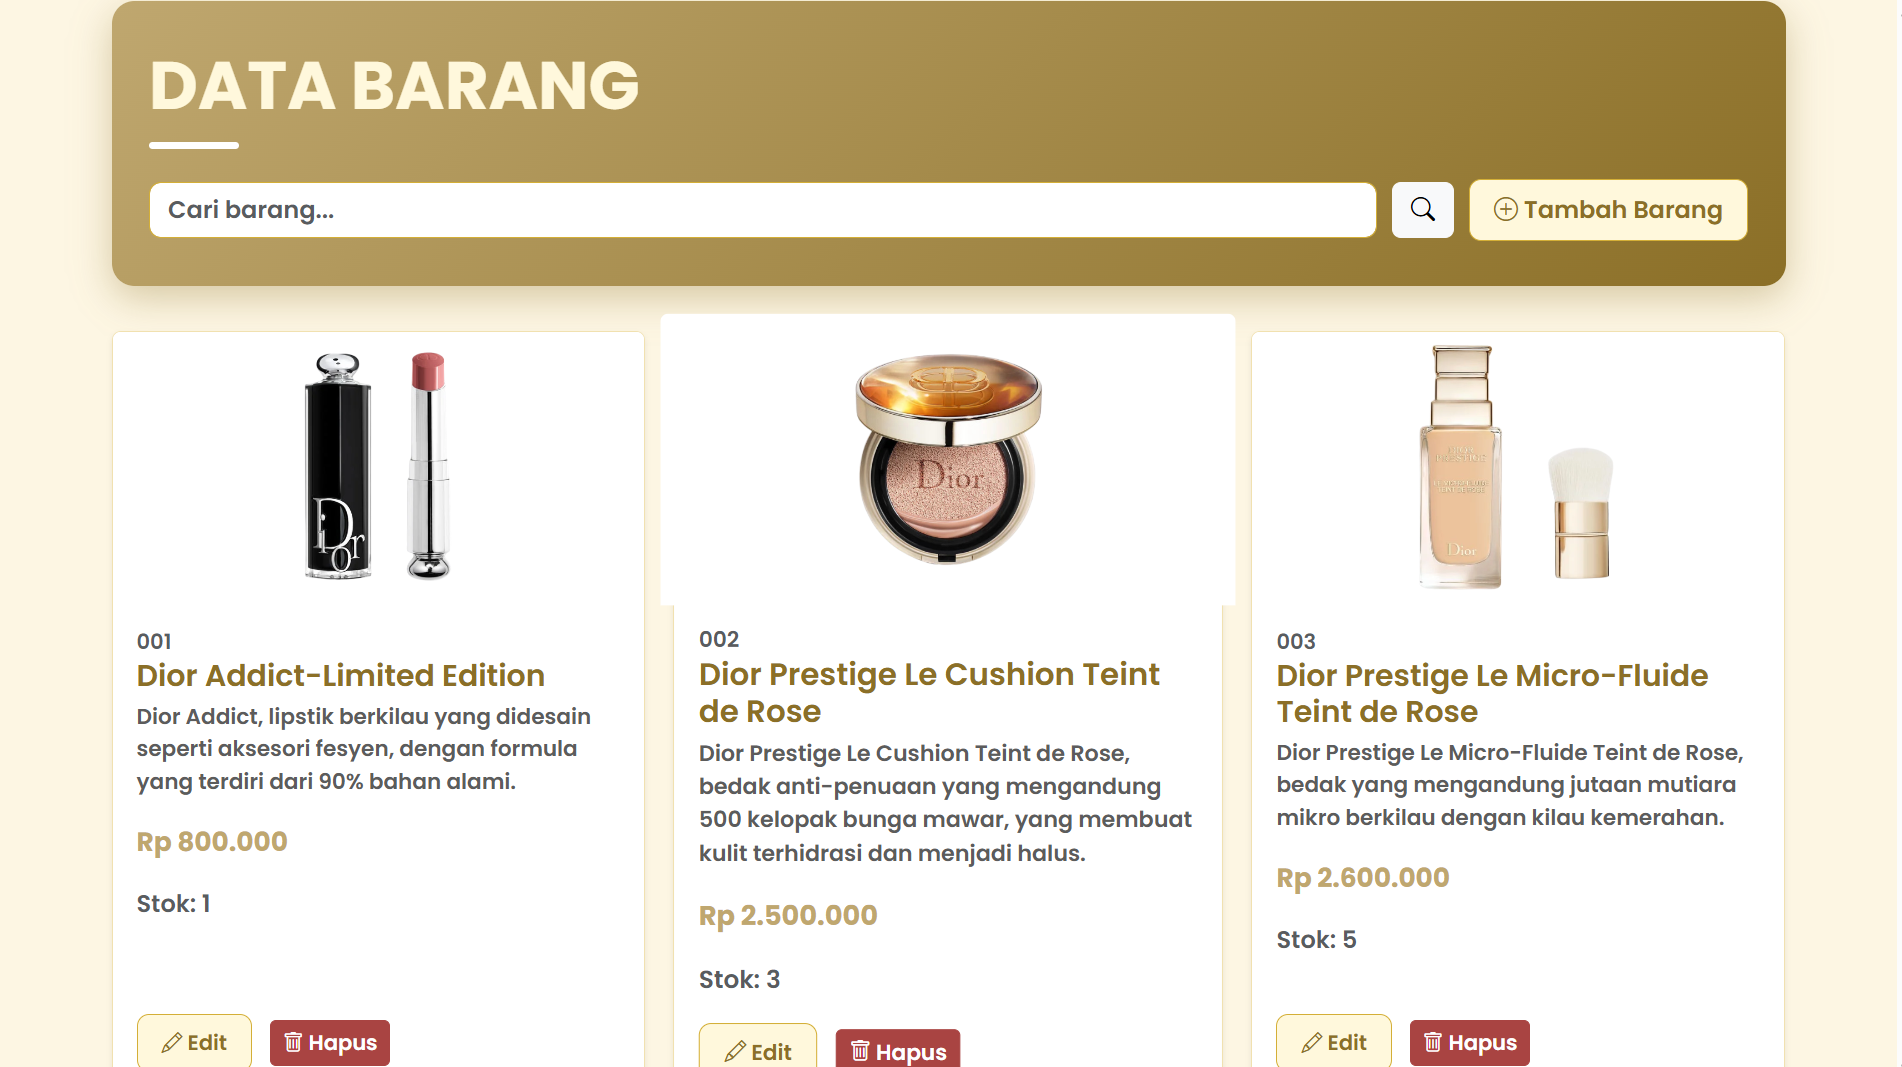 DATA BARANG
Cari barang...
Tambah Barang
Dior
001
Dior Addict-Limited Edition
Dior Addict, lipstik berkilau yang didesain
seperti aksesori fesyen, dengan formula
yang terdiri dari 90% bahan alami.
Rp 800.000
Stok: 1
Edit
Hapus
Dior
002
Dior Prestige Le Cushion Teint
de Rose
Dior Prestige Le Cushion Teint de Rose,
bedak anti-penuaan yang mengandung
500 kelopak bunga mawar, yang membuat
kulit terhidrasi dan menjadi halus.
Rp 2.500.000
Stok: 3
Edit
Hapus
DIOR
PRESTIGE
Dior
003
Dior Prestige Le Micro-Fluide
Teint de Rose
Dior Prestige Le Micro-Fluide Teint de Rose,
bedak yang mengandung jutaan mutiara
mikro berkilau dengan kilau kemerahan.
Rp 2.600.000
Stok: 5
Edit
Hapus